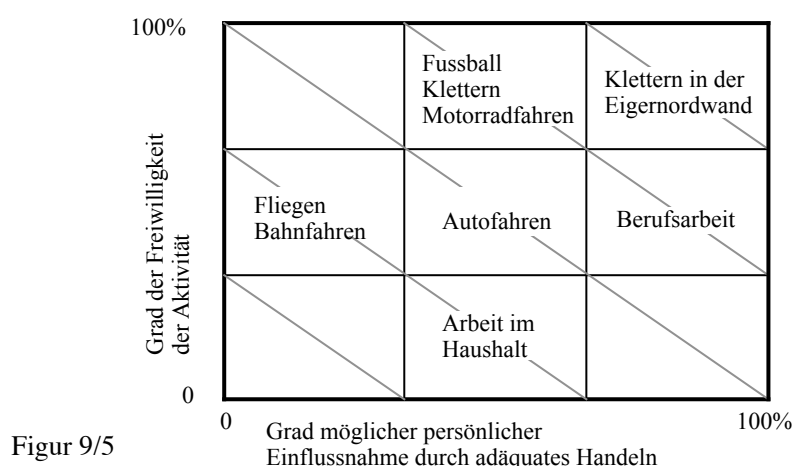 100%
Fussball
Klettern
Motorradfahren
Klettern in der
Eigernordwand
Grad der Freiwilligkeit
der Aktivität
Fliegen
Bahnfahren
Autofahren
Berufsarbeit
Arbeit im
Haushalt
0
0
100%
Grad möglicher persönlicher
Einflussnahme durch adäquates Handeln
Figur 9/5